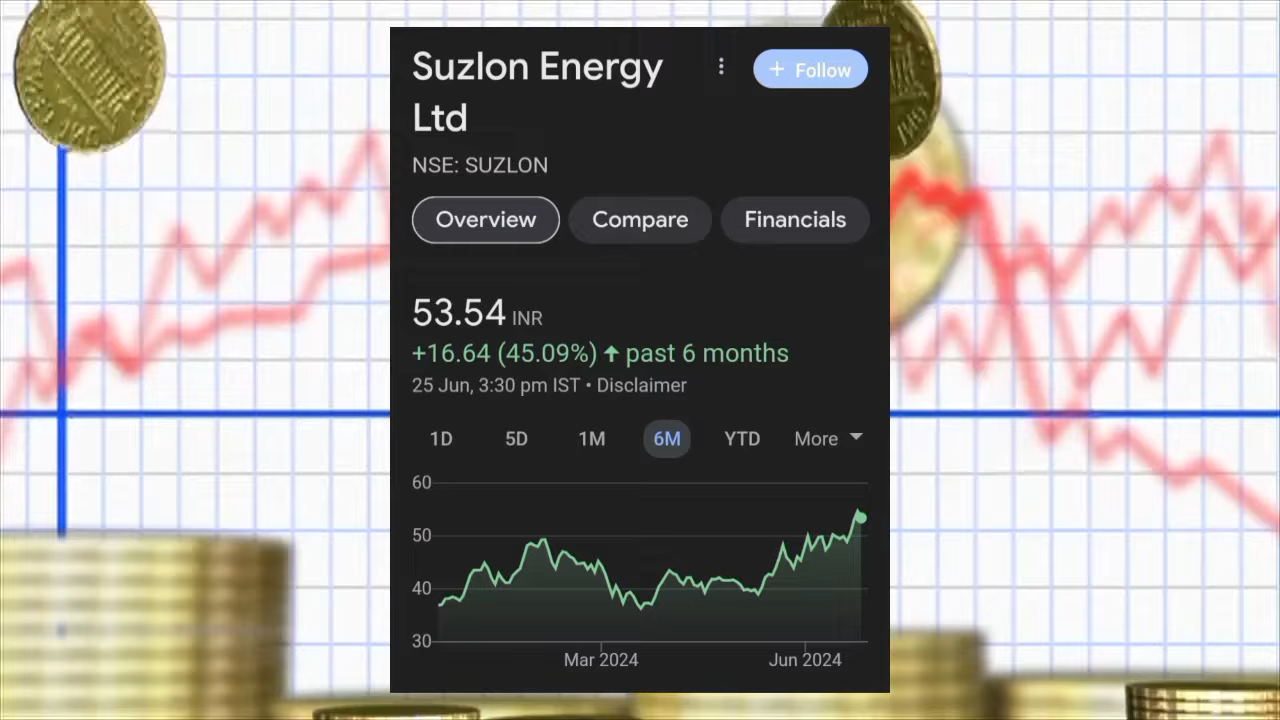 Suzlon Energy
Ltd
+ Follow
NSE: SUZLON
Overview Compare Financials
53.54 INR
+16.64 (45.09%) ↑ past 6 months
25 Jun, 3:30 pm IST • Disclaimer
1D 5D 1M 6M YTD More
60
50
40
30
Mar 2024 Jun 2024